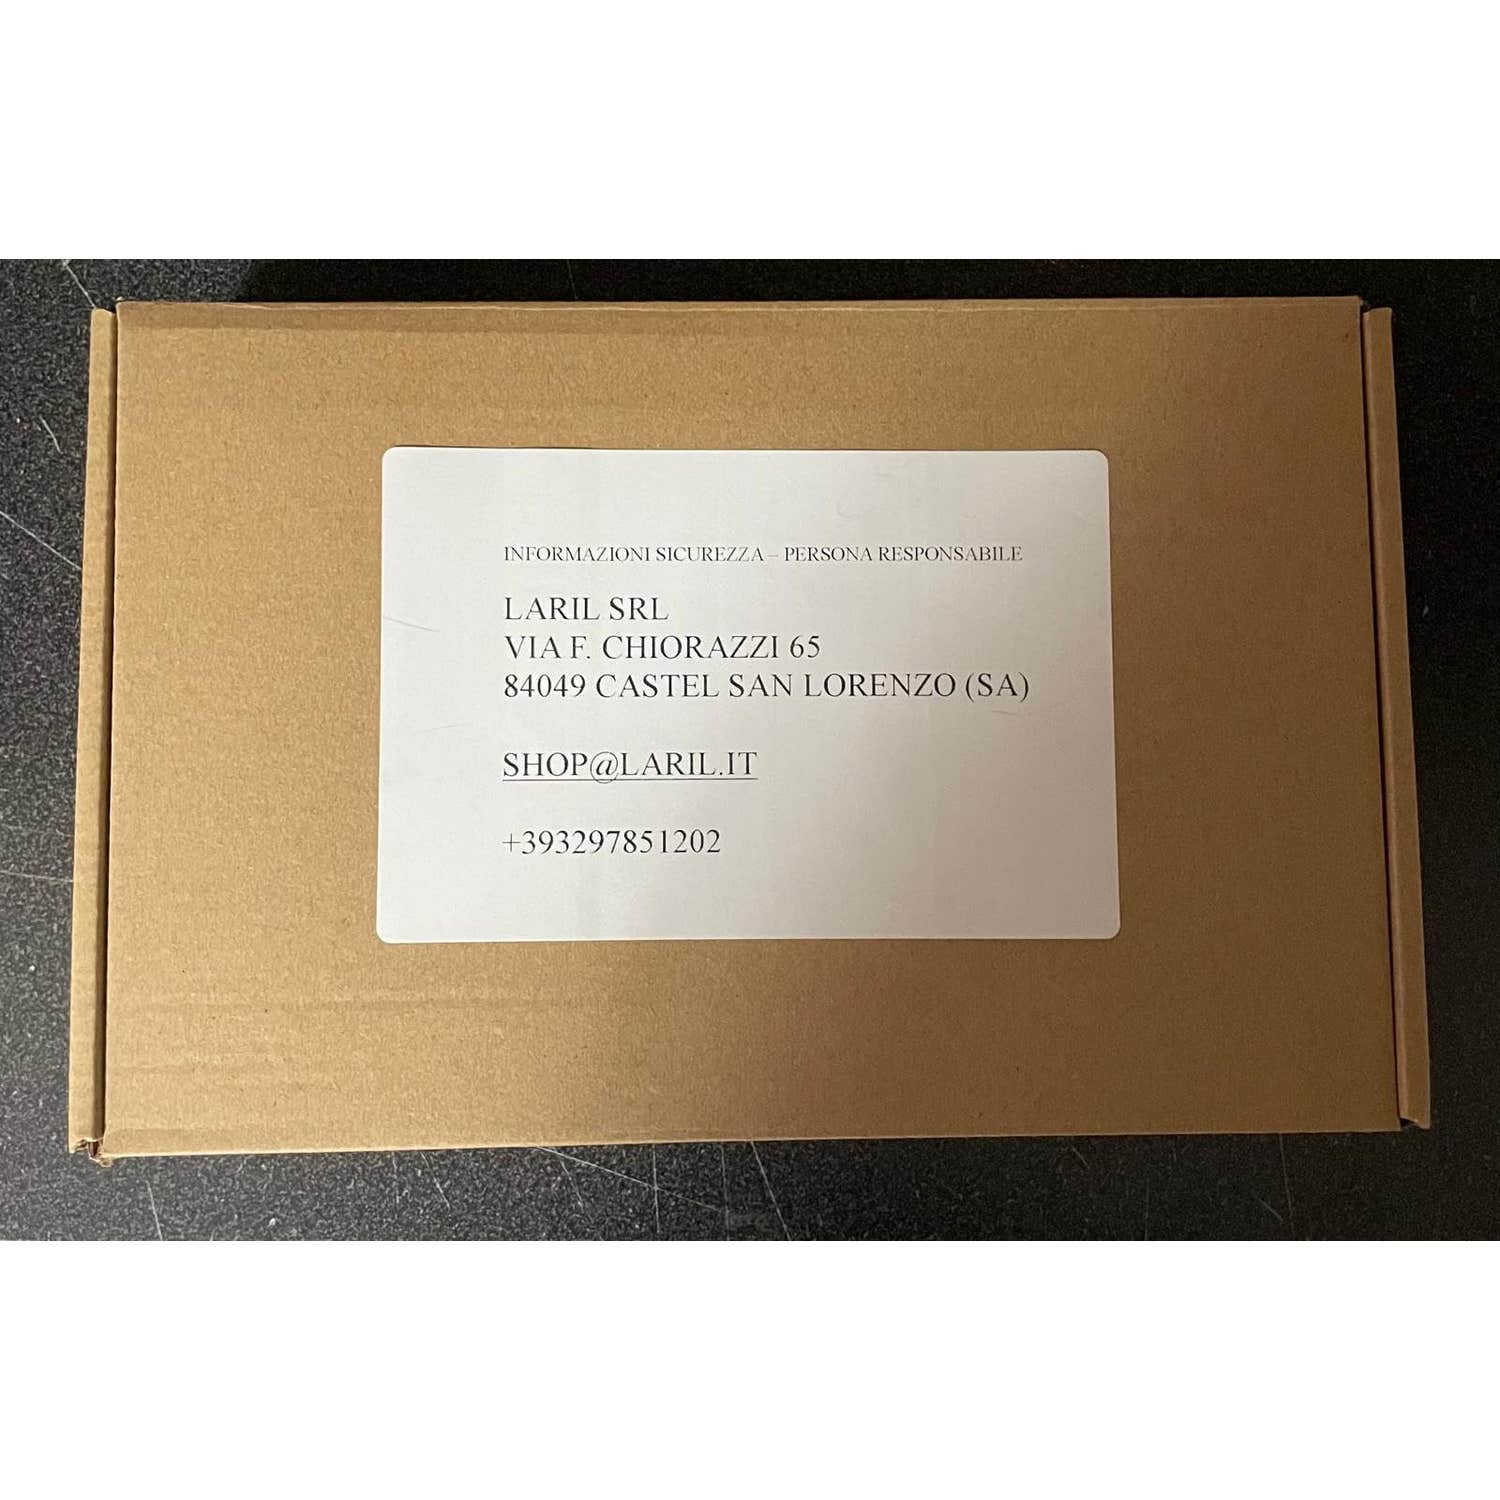 INFORMAZIONI SICUREZZA – PERSONA RESPONSABILE
LARIL SRL
VIA F. CHIORAZZI 65
84049 CASTEL SAN LORENZO (SA)
SHOP@LARIL.IT
+393297851202